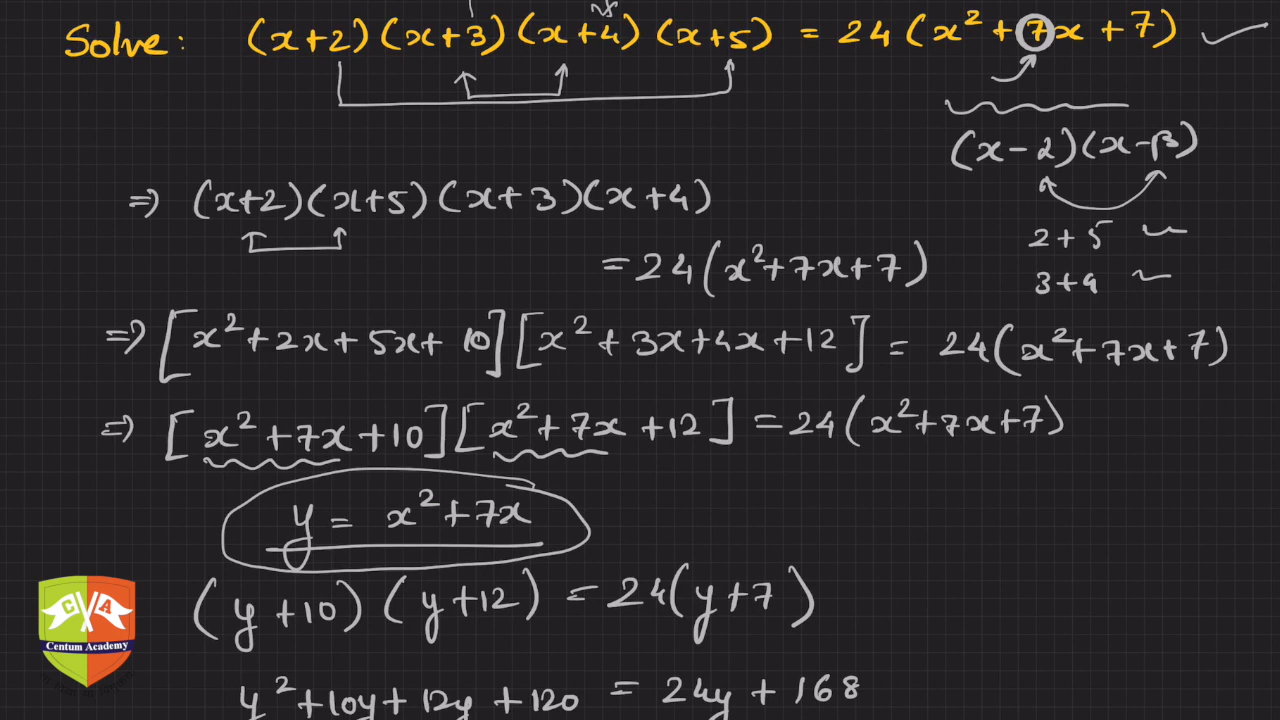 Solve: (x+2)(x+3)(x+4)(x+5) = 24(x²+7x+7)
(x-2)(x-β)
2+5
3+4
⇒ (x+2)(x+5)(x+3)(x+4)
=24(x²+7x+7)
⇒ [x²+2x+5x+10][x²+3x+4x+12] = 24(x²+7x+7)
⇒ [x²+7x+10][x²+7x+12] = 24(x²+7x+7)
y = x²+7x
(y+10)(y+12) = 24(y+7)
y²+10y+12y+120 = 24y+168
CA
Centum Academy